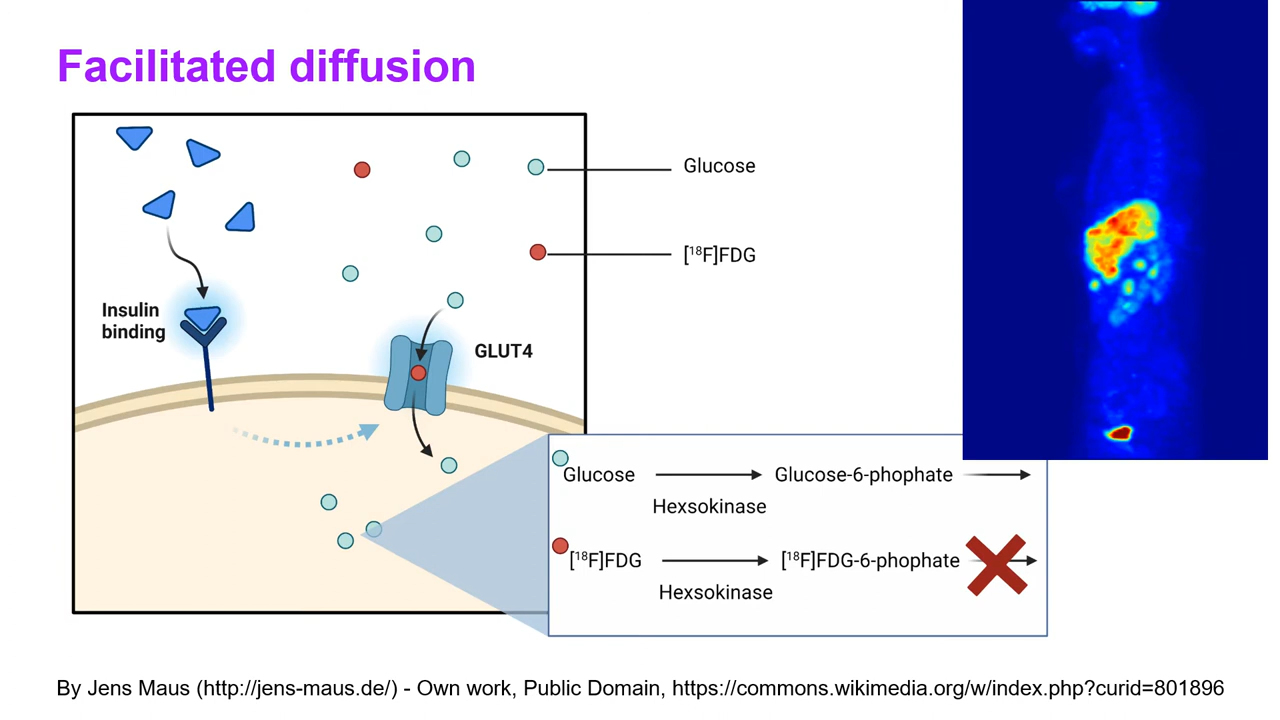 Facilitated diffusion
Glucose
[¹⁸F]FDG
Insulin
binding
GLUT4
Glucose
Glucose-6-phophate
Hexsokinase
[¹⁸F]FDG
[¹⁸F]FDG-6-phophate
Hexsokinase
By Jens Maus (http://jens-maus.de/) - Own work, Public Domain, https://commons.wikimedia.org/w/index.php?curid=801896